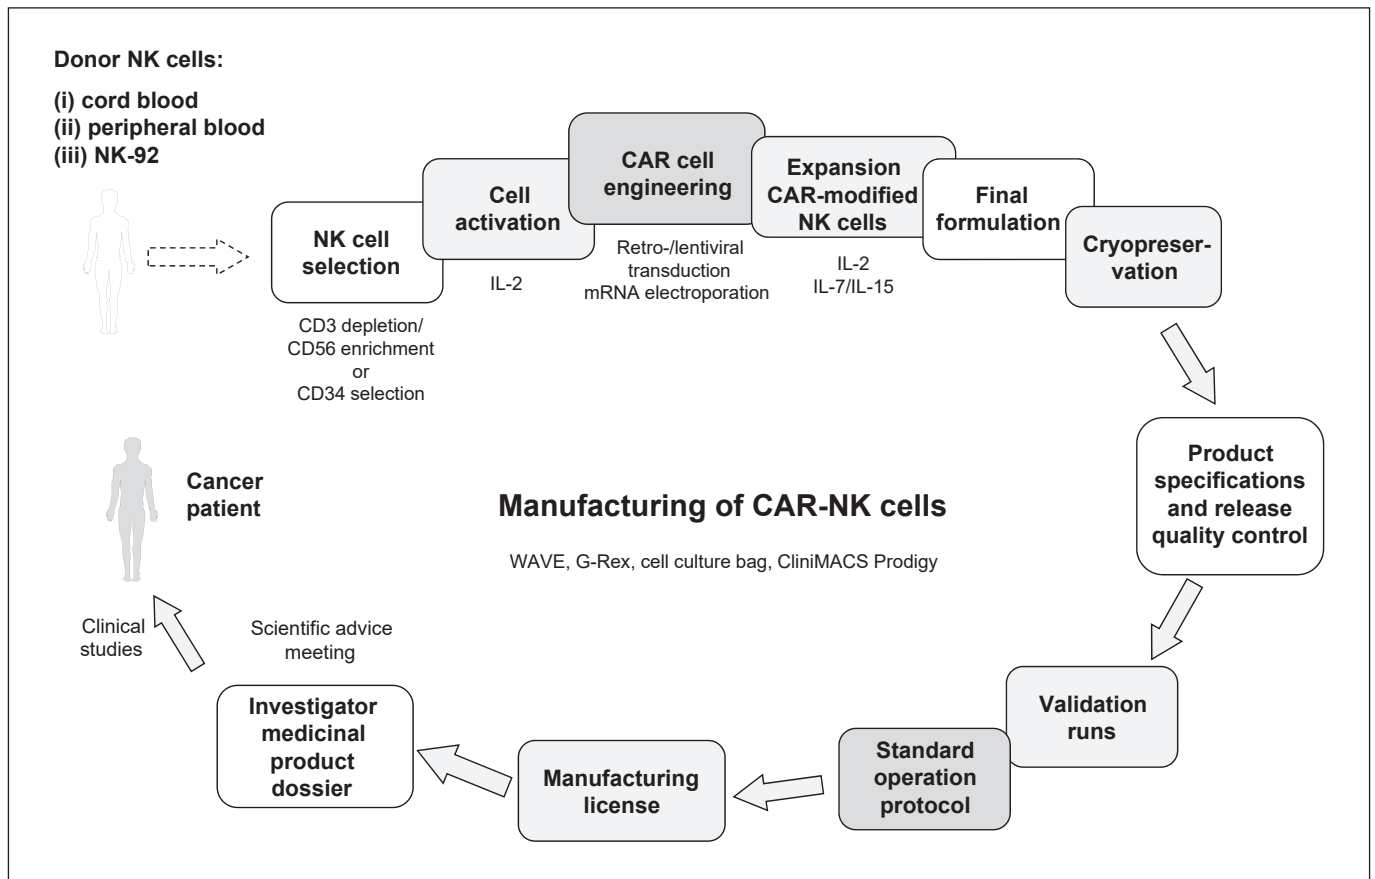 Donor NK cells:
(i) cord blood
(ii) peripheral blood
(iii) NK-92
NK cell
selection
CD3 depletion/
CD56 enrichment
or
CD34 selection
Cell
activation
IL-2
CAR cell
engineering
Retro-/lentiviral
transduction
mRNA electroporation
Expansion
CAR-modified
NK cells
IL-2
IL-7/IL-15
Final
formulation
Cryopreser-
vation
Product
specifications
and release
quality control
Manufacturing of CAR-NK cells
WAVE, G-Rex, cell culture bag, CliniMACS Prodigy
Validation
runs
Standard
operation
protocol
Manufacturing
license
Scientific advice
meeting
Investigator
medicinal
product
dossier
Clinical
studies
Cancer
patient